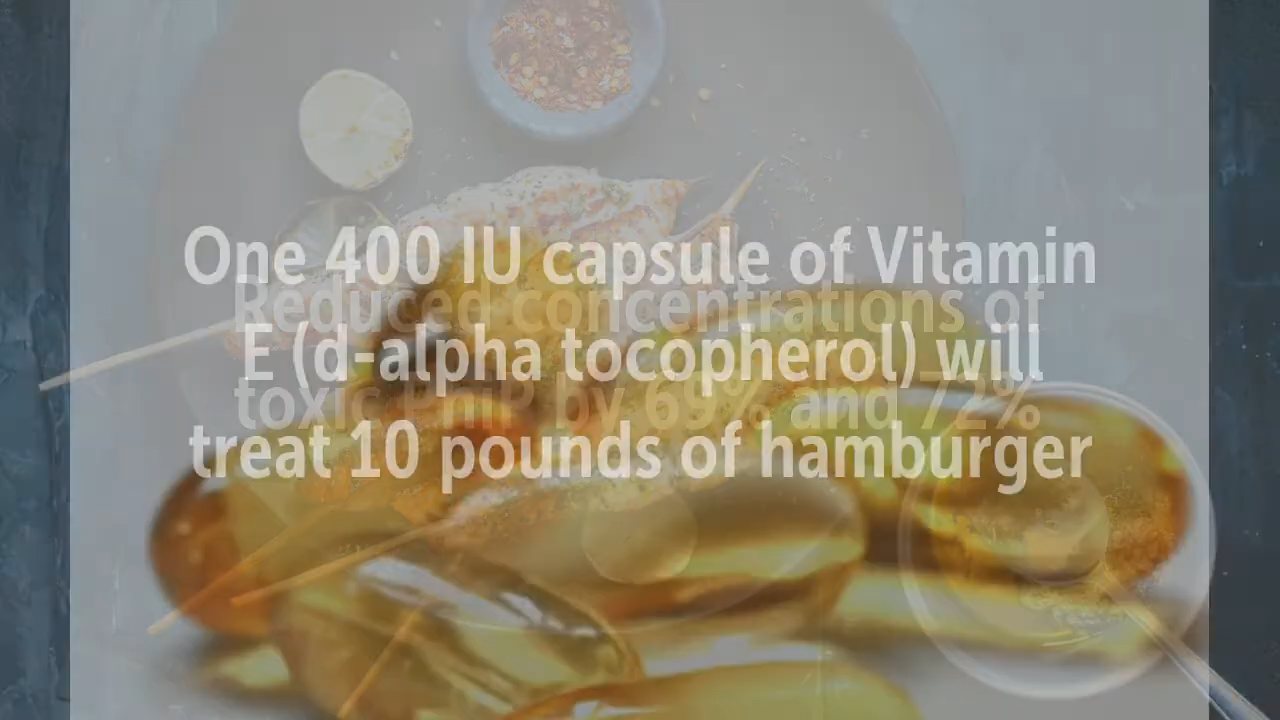 One 400 IU capsule of Vitamin
E (d-alpha tocopherol) will
treat 10 pounds of hamburger
Reduced concentrations of
toxic by 69% and 72%